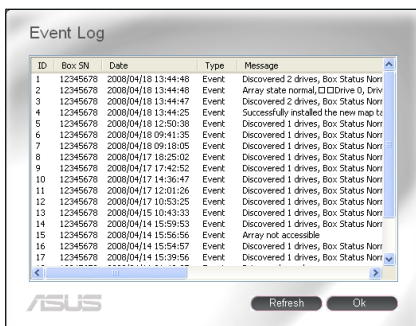 Event Log
ID Box SN Date Type Message
1 12345678 2008/04/18 13:44:48 Event Discovered 2 drives, Box Status Norr
2 12345678 2008/04/18 13:44:48 Event Array state normal, □□Drive 0, Driv
3 12345678 2008/04/18 13:44:47 Event Discovered 2 drives, Box Status Norr
4 12345678 2008/04/18 13:44:25 Event Successfully installed the new map ta
5 12345678 2008/04/18 12:50:38 Event Discovered 1 drives, Box Status Norr
6 12345678 2008/04/18 09:41:35 Event Discovered 1 drives, Box Status Norr
7 12345678 2008/04/18 09:18:05 Event Discovered 1 drives, Box Status Norr
8 12345678 2008/04/17 18:25:02 Event Discovered 1 drives, Box Status Norr
9 12345678 2008/04/17 17:42:52 Event Discovered 1 drives, Box Status Norr
10 12345678 2008/04/17 14:36:47 Event Discovered 1 drives, Box Status Norr
11 12345678 2008/04/17 12:01:26 Event Discovered 1 drives, Box Status Norr
12 12345678 2008/04/17 10:53:25 Event Discovered 1 drives, Box Status Norr
13 12345678 2008/04/15 10:43:33 Event Discovered 1 drives, Box Status Norr
14 12345678 2008/04/14 15:59:53 Event Discovered 1 drives, Box Status Norr
15 12345678 2008/04/14 15:56:56 Event Array not accessible
16 12345678 2008/04/14 15:54:57 Event Discovered 1 drives, Box Status Norr
17 12345678 2008/04/14 15:39:56 Event Discovered 1 drives, Box Status Norr
ASUS
Refresh Ok